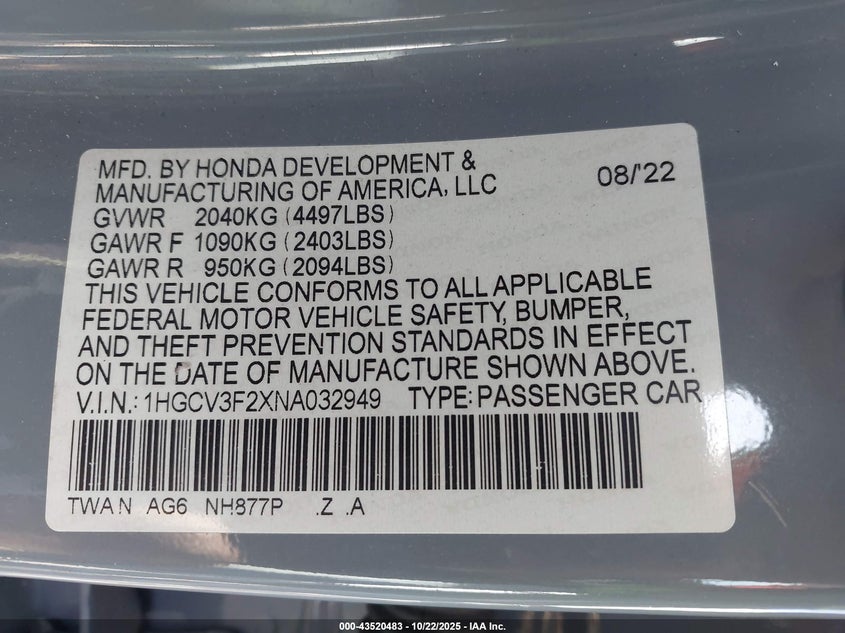 MFD. BY HONDA DEVELOPMENT &
MANUFACTURING OF AMERICA, LLC 08/'22
GVWR 2040KG (4497LBS)
GAWR F 1090KG (2403LBS)
GAWR R 950KG (2094LBS)
THIS VEHICLE CONFORMS TO ALL APPLICABLE
FEDERAL MOTOR VEHICLE SAFETY, BUMPER,
AND THEFT PREVENTION STANDARDS IN EFFECT
ON THE DATE OF MANUFACTURE SHOWN ABOVE.
V.I.N.: 1HGCV3F2XNA032949 TYPE: PASSENGER CAR
TWAN AG6 NH877P .Z .A
000-43520483 - 10/22/2025 - IAA Inc.